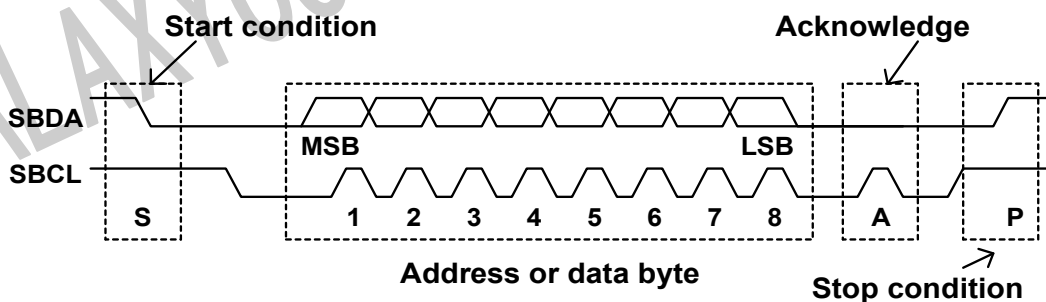 Start condition
Acknowledge
SBDA
MSB LSB
SBCL
S 1 2 3 4 5 6 7 8 A P
Address or data byte
Stop condition